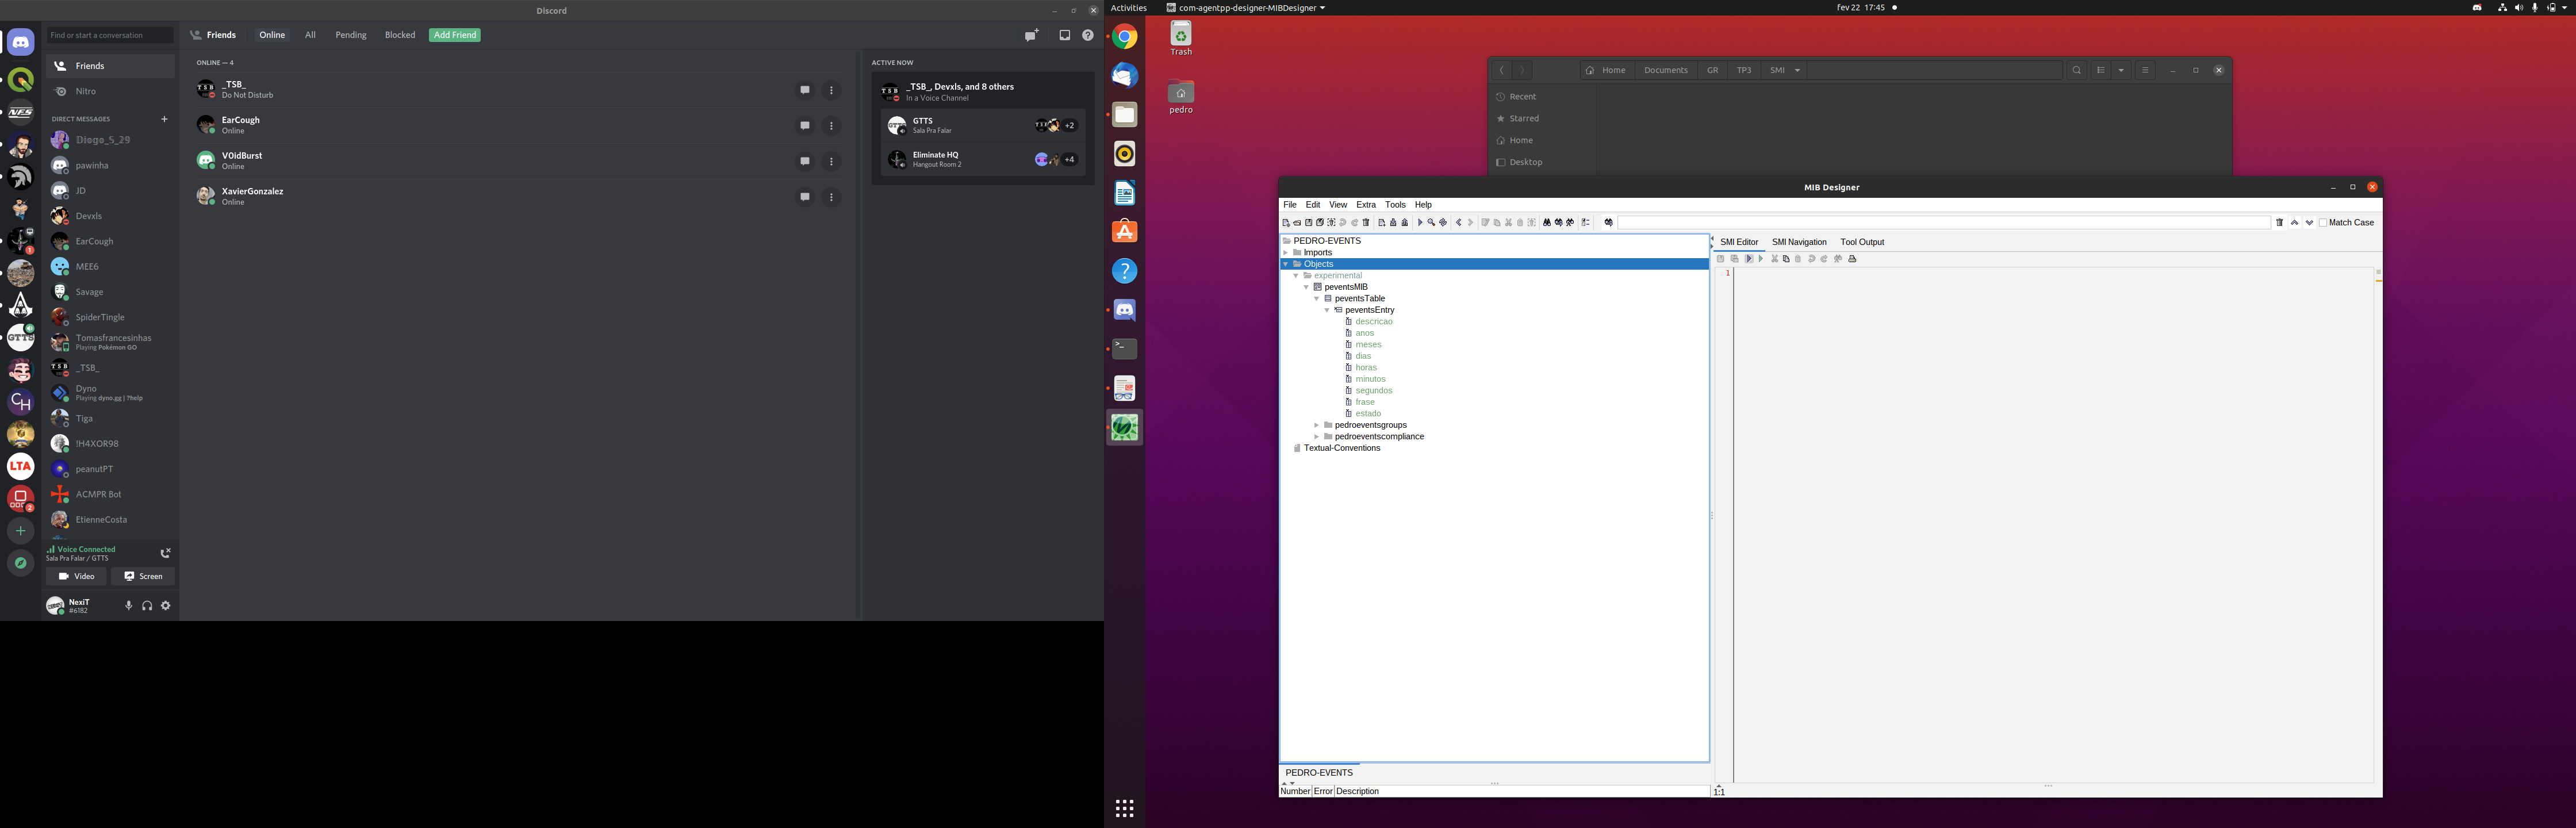 Discord
Find or start a conversation
Friends
Online
All
Pending
Blocked
Add Friend
Friends
Nitro
DIRECT MESSAGES
Diogo_S_29
pawinha
JD
Devxls
EarCough
MEE6
Savage
SpiderTingle
Tomasfrancesinhas
Playing Pokémon GO
_TSB_
Dyno
Playing dyno.gg | ?help
Tiga
!H4XOR98
peanutPT
ACMPR Bot
EtienneCosta
Voice Connected
Sala Pra Falar / GTTS
Video
Screen
NexiT
#6182
NFS
GTTS
CH
LTA
1
2
ONLINE — 4
_TSB_
Do Not Disturb
EarCough
Online
V0idBurst
Online
XavierGonzalez
Online
ACTIVE NOW
_TSB_, Devxls, and 8 others
In a Voice Channel
GTTS
Sala Pra Falar
+2
Eliminate HQ
Hangout Room 2
+4
Activities
com-agentpp-designer-MIBDesigner
fev 22 17:45
Trash
pedro
Home
Documents
GR
TP3
SMI
Recent
Starred
Home
Desktop
MIB Designer
File Edit View Extra Tools Help
Match Case
PEDRO-EVENTS
Imports
Objects
experimental
peventsMIB
peventsTable
peventsEntry
descricao
anos
meses
dias
horas
minutos
segundos
frase
estado
pedroeventsgroups
pedroeventscompliance
Textual-Conventions
PEDRO-EVENTS
Number Error Description
SMI Editor
SMI Navigation
Tool Output
1
1:1